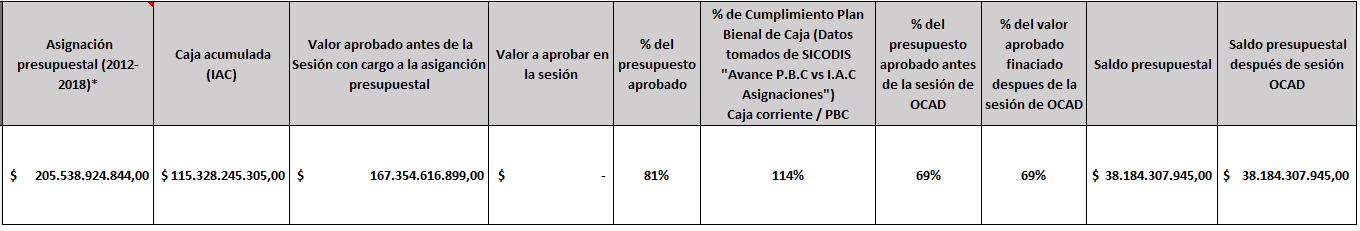 Asignación
presupuestal (2012-
2018)*
Caja acumulada
(IAC)
Valor aprobado antes de la
Sesión con cargo a la asigación
presupuestal
Valor a aprobar en
la sesión
% del
presupuesto
aprobado
% de Cumplimiento Plan
Bienal de Caja (Datos
tomados de SICODIS
"Avance P.B.C vs I.A.C
Asignaciones")
Caja corriente / PBC
% del
presupuesto
aprobado antes
de la sesión de
OCAD
% del valor
aprobado
finaciado
despues de la
sesión de OCAD
Saldo presupuestal
Saldo presupuestal
después de sesión
OCAD
$ 205.538.924.844,00
$ 115.328.245.305,00
$ 167.354.616.899,00
$ -
81%
114%
69%
69%
$ 38.184.307.945,00
$ 38.184.307.945,00